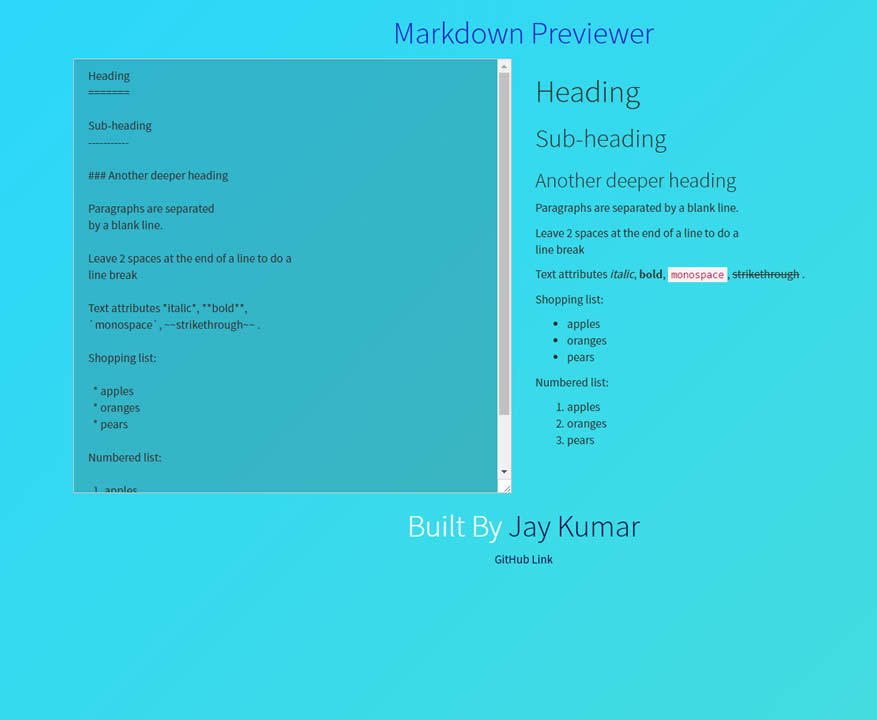 Markdown Previewer
Heading
=======
Sub-heading
-----------
### Another deeper heading
Paragraphs are separated
by a blank line.
Leave 2 spaces at the end of a line to do a
line break
Text attributes *italic*, **bold**,
`monospace`, ~~strikethrough~~ .
Shopping list:
* apples
* oranges
* pears
Numbered list:
1. apples
Heading
Sub-heading
Another deeper heading
Paragraphs are separated by a blank line.
Leave 2 spaces at the end of a line to do a
line break
Text attributes italic, bold, monospace, strikethrough .
Shopping list:
• apples
• oranges
• pears
Numbered list:
1. apples
2. oranges
3. pears
Built By Jay Kumar
GitHub Link